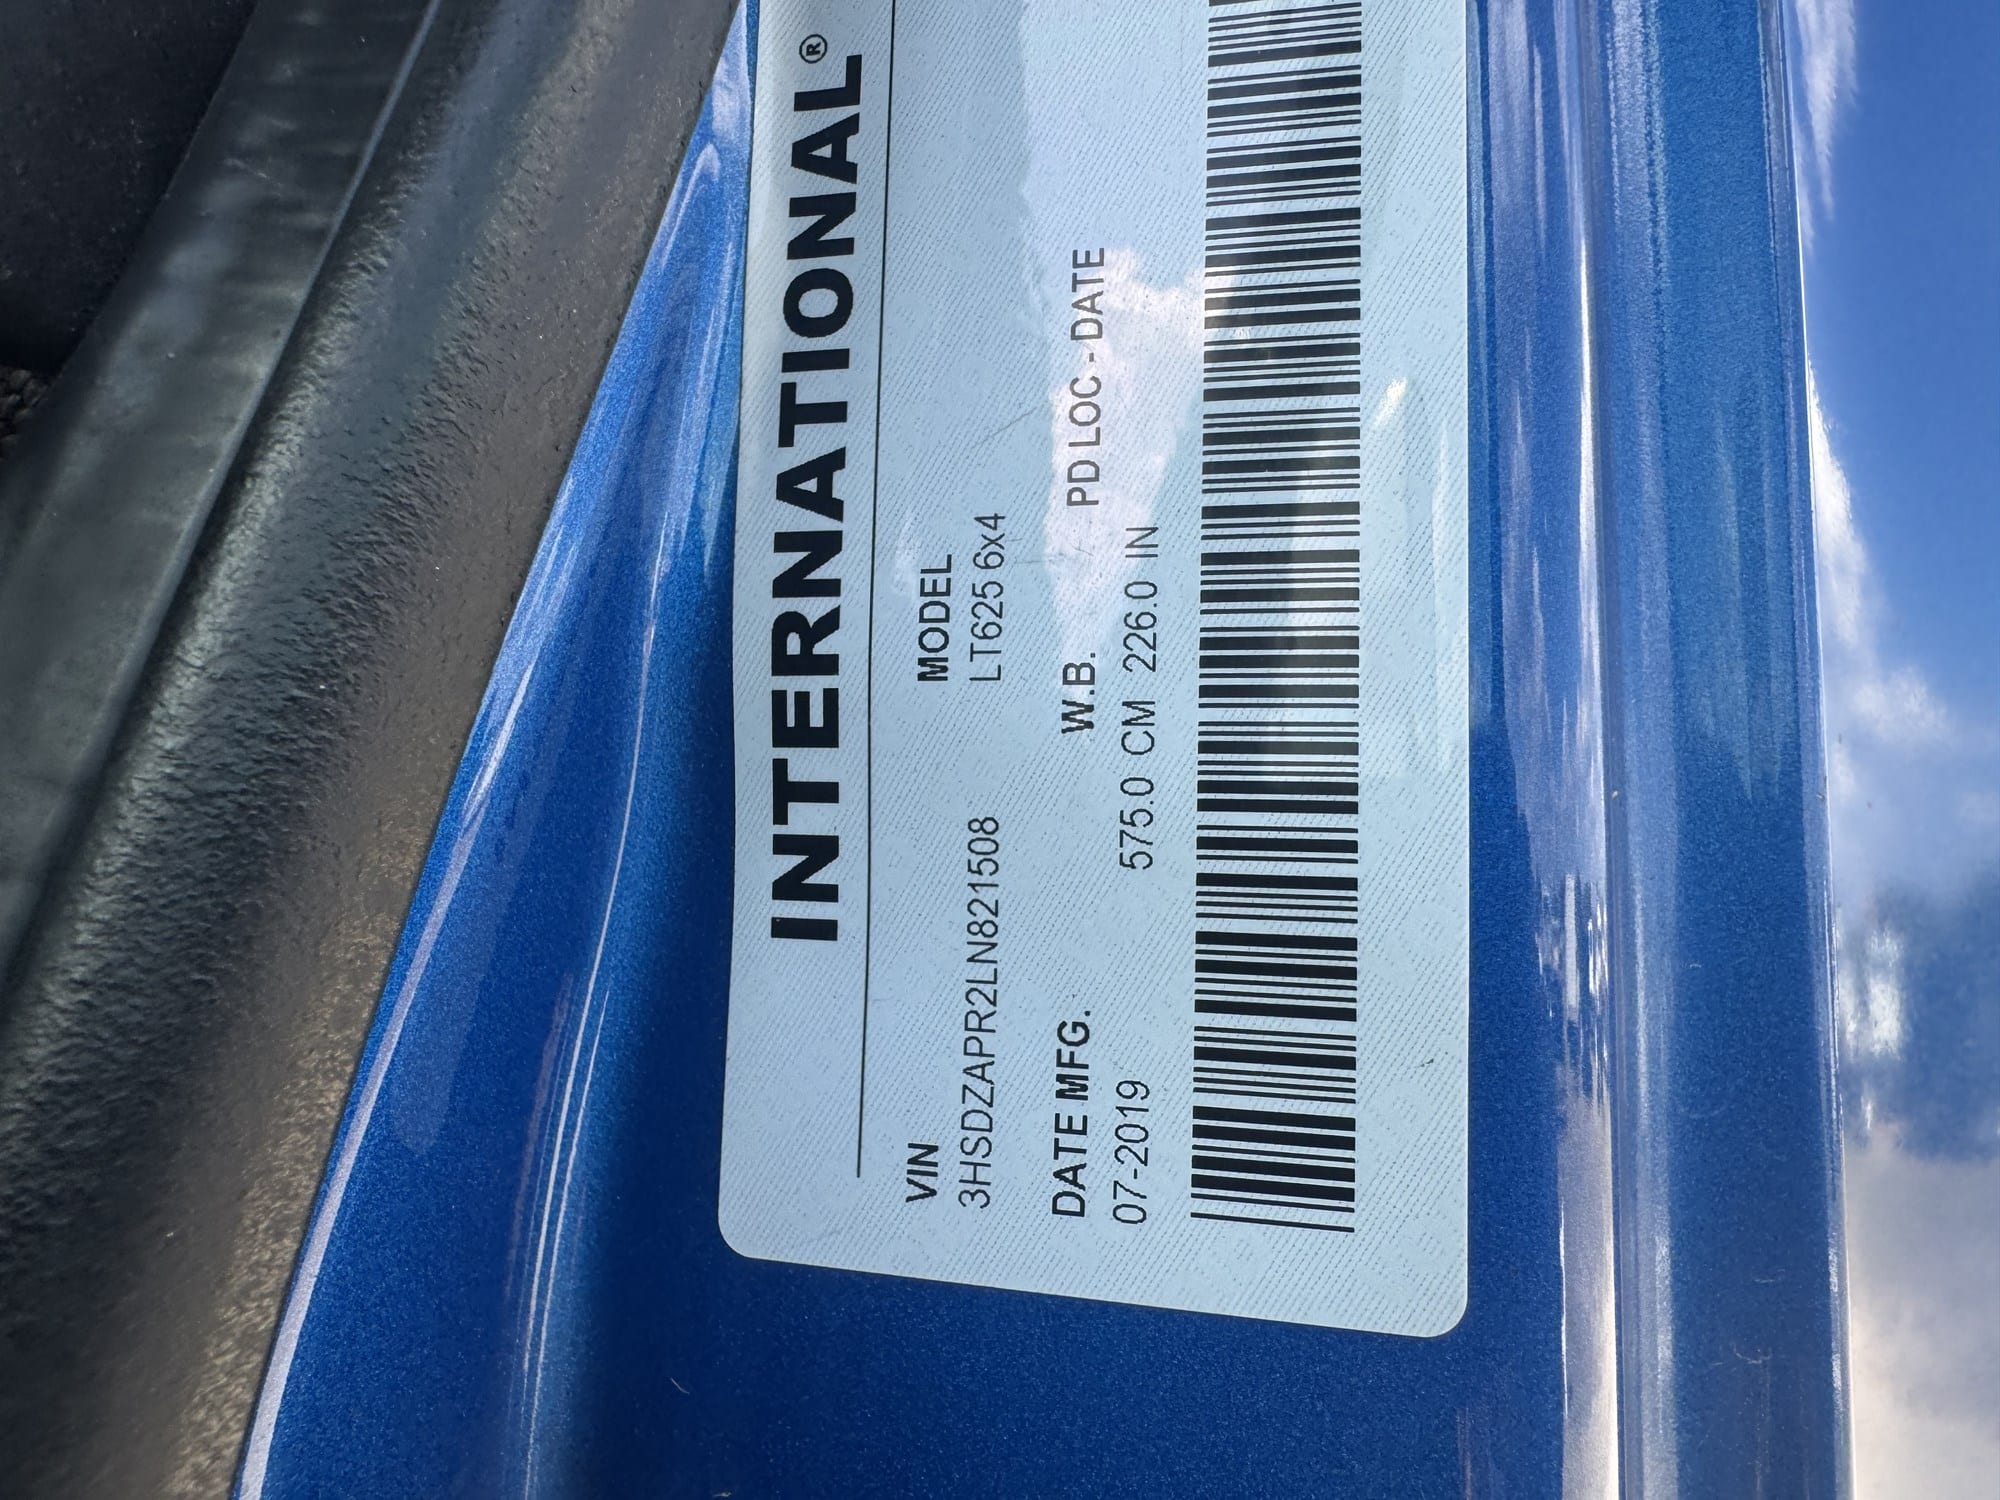 INTERNATIONAL®
VIN
3HSDZAPR2LN821508
MODEL
LT625 6x4
DATE MFG.
07-2019
W.B.
575.0 CM 226.0 IN
PD LOC - DATE